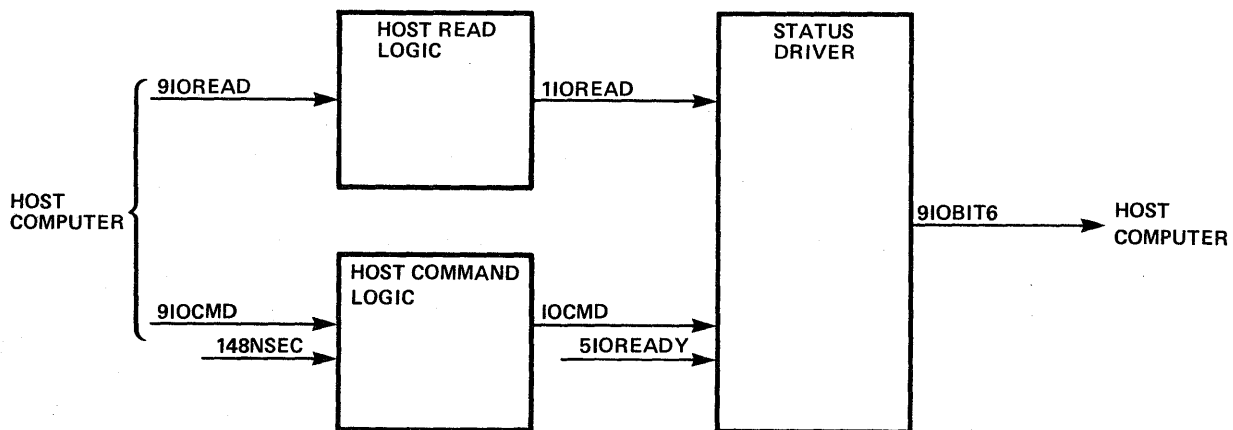 HOST READ
LOGIC
STATUS
DRIVER
9IOREAD
1IOREAD
HOST
COMPUTER
9IOBIT6
HOST
COMPUTER
HOST COMMAND
LOGIC
9IOCMD
IOCMD
148NSEC
5IOREADY